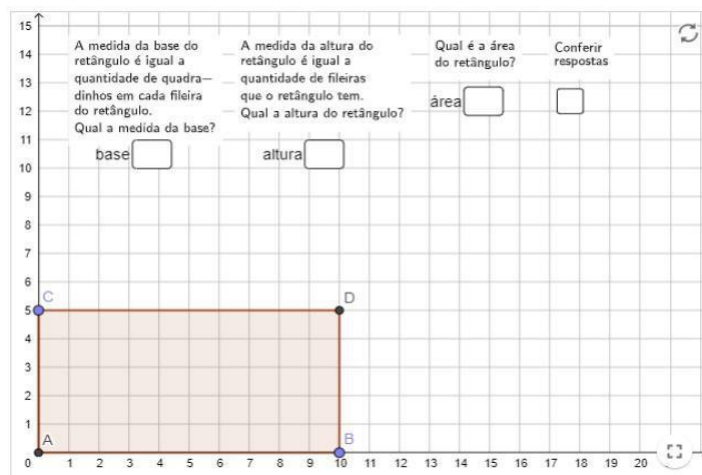 A medida da base do
retângulo é igual a
quantidade de quadra—
dinhos em cada fileira
do retângulo.
Qual a medida da base?
base
A medida da altura do
retângulo é igual a
quantidade de fileiras
que o retângulo tem.
Qual a altura do retângulo?
altura
Qual é a área
do retângulo?
área
Conferir
respostas
15
14
13
12
11
10
9
8
7
6
5
4
3
2
1
C
D
A
B
0 1 2 3 4 5 6 7 8 9 10 11 12 13 14 15 16 17 18 19 20